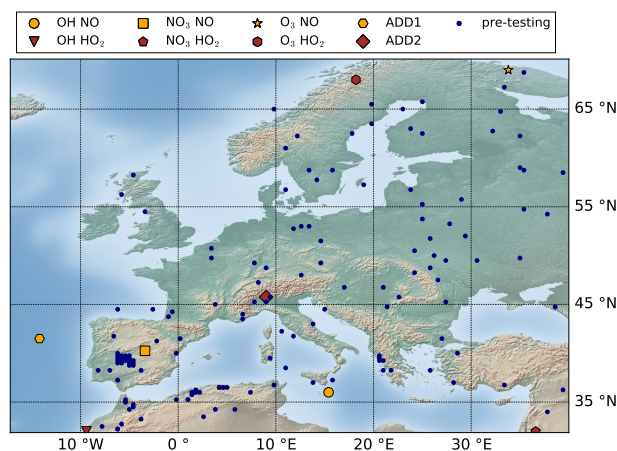 OH NO NO₃ NO O₃ NO ADD1 pre-testing
OH HO₂ NO₃ HO₂ O₃ HO₂ ADD2
65 °N
55 °N
45 °N
35 °N
10 °W 0 ° 10 °E 20 °E 30 °E